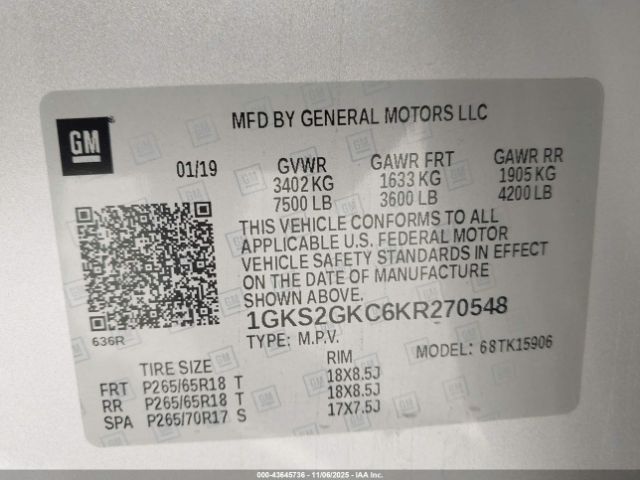 GM
MFD BY GENERAL MOTORS LLC
01/19
GVWR
3402 KG
7500 LB
GAWR FRT
1633 KG
3600 LB
GAWR RR
1905 KG
4200 LB
THIS VEHICLE CONFORMS TO ALL
APPLICABLE U.S. FEDERAL MOTOR
VEHICLE SAFETY STANDARDS IN EFFECT
ON THE DATE OF MANUFACTURE
SHOWN ABOVE.
636R
1GKS2GKC6KR270548
TYPE: M.P.V.
MODEL: 68TK15906
TIRE SIZE RIM
FRT P265/65R18 T 18X8.5J
RR P265/65R18 T 18X8.5J
SPA P265/70R17 S 17X7.5J
000-43645736 - 11/06/2025 - IAAI.COM